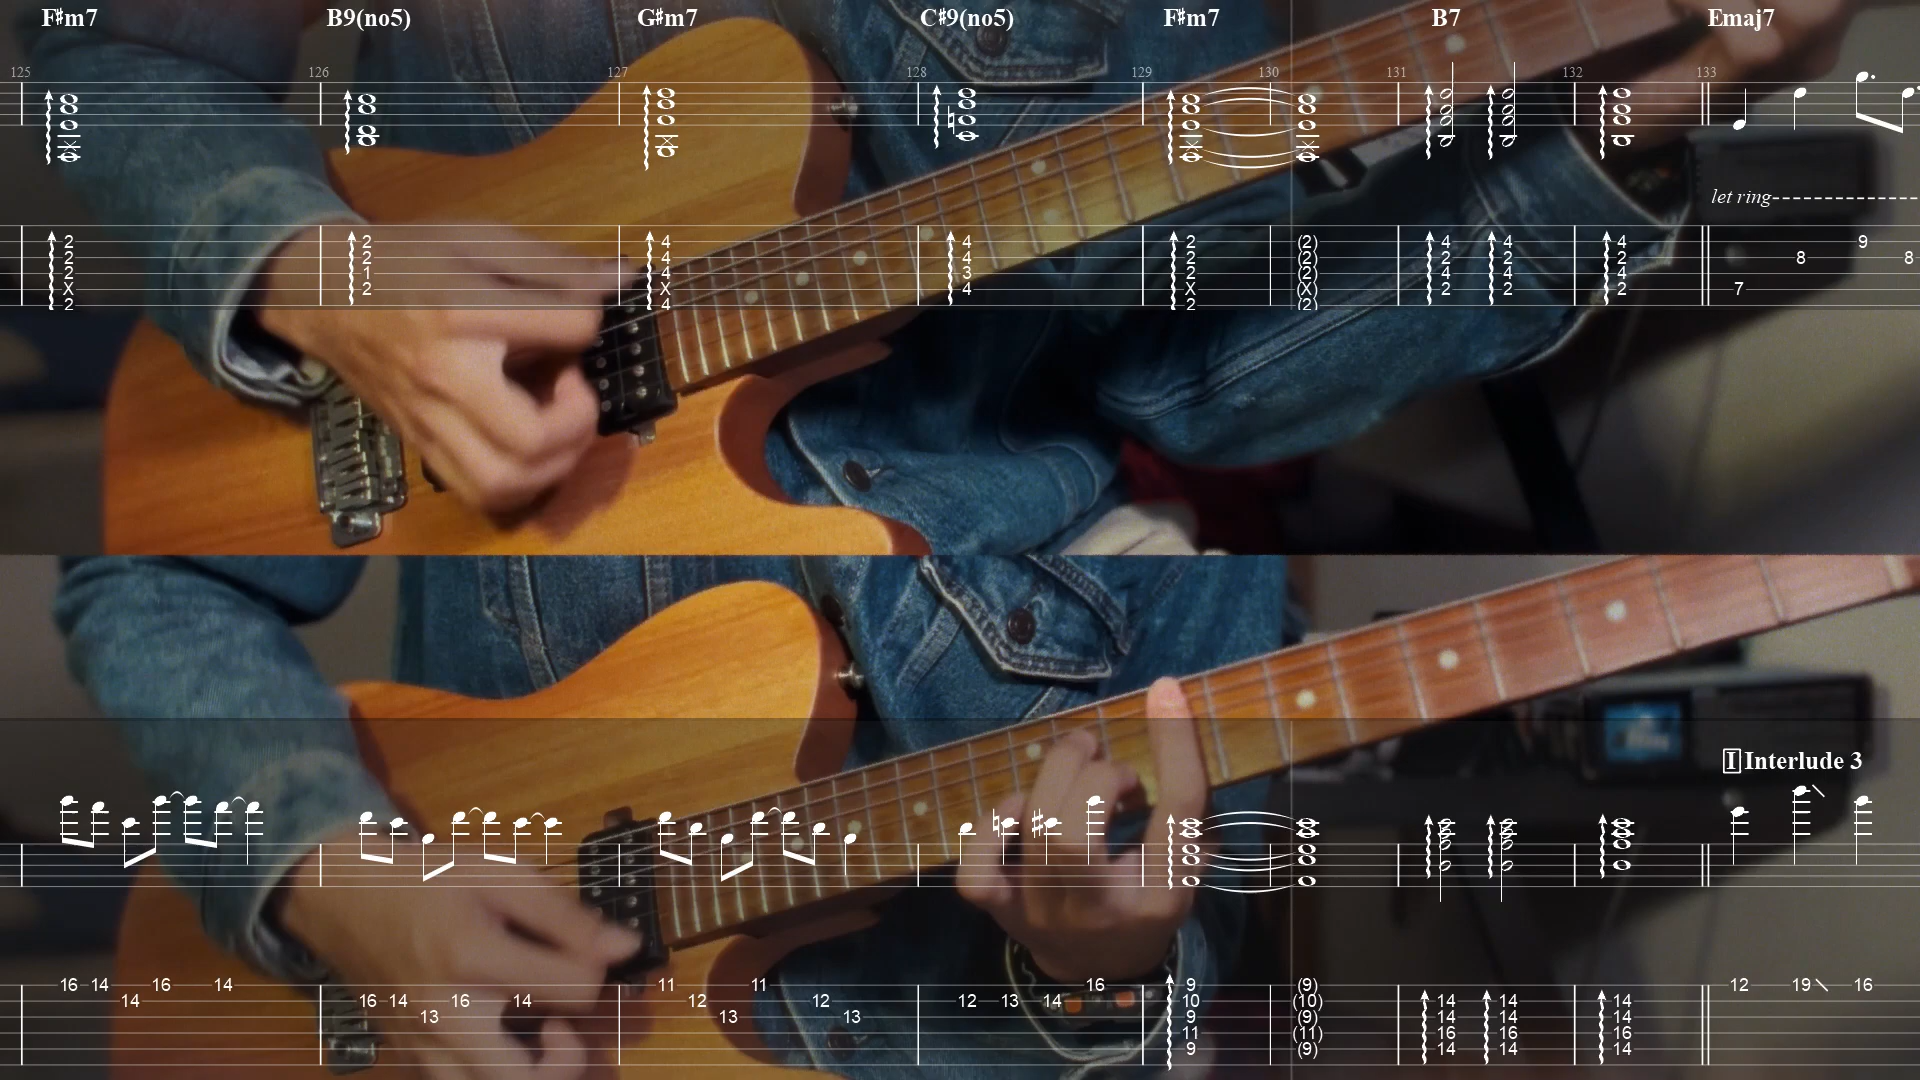 F♯m7 B9(no5) G♯m7 C♯9(no5) F♯m7 B7 Emaj7
125 126 127 128 129 130 131 132 133
let ring
2 2 4 4 2 (2) 4 4 4 9
2 2 4 4 2 (2) 2 2 2 8 8
2 1 4 3 2 (2) 4 4 4
X 2 X 4 X (X) 2 2 2 7
2 4 2 (2)
I Interlude 3
16 14 16 14 11 11 16 9 (9) 12 19 16
14 16 14 16 14 12 12 12 13 14 10 (10) 14 14 14
13 13 13 9 (9) 14 14 14
11 (11) 16 16 16
9 (9) 14 14 14